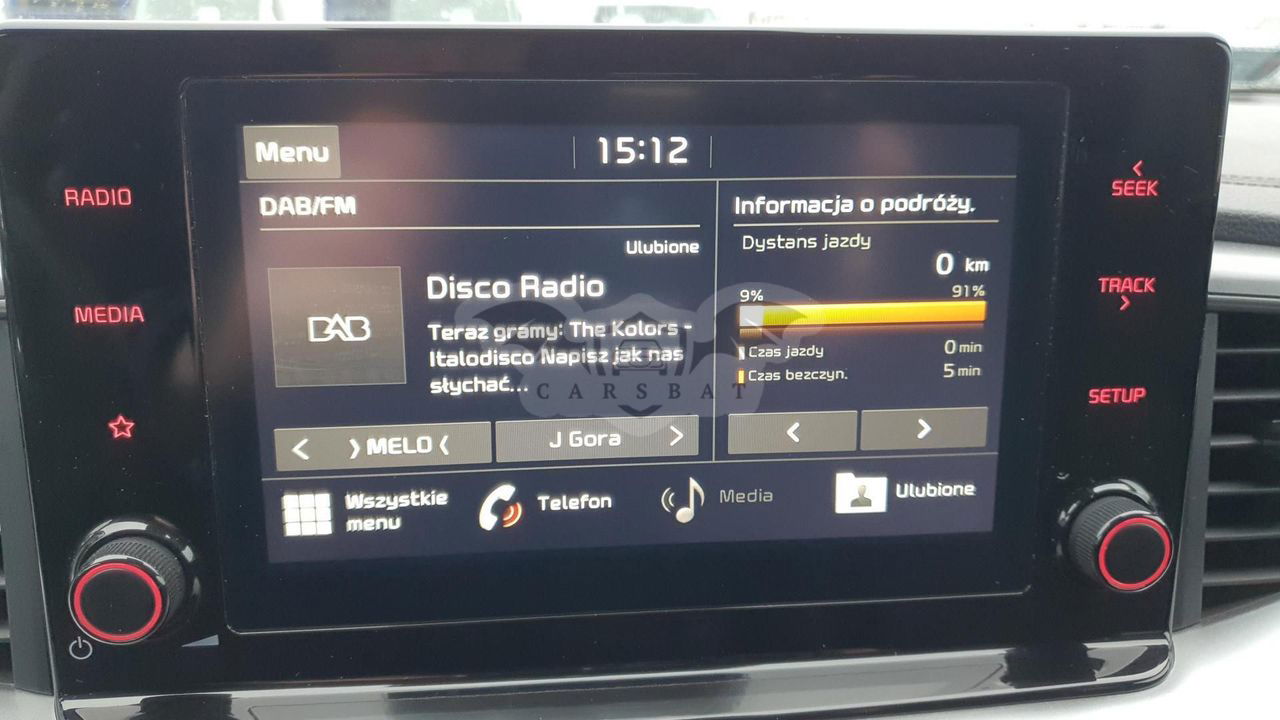 Menu
15:12
RADIO
MEDIA
SEEK
TRACK
SETUP
DAB/FM
Ulubione
DAB
Disco Radio
Teraz gramy: The Kolors -
Italodisco Napisz jak nas
słychać...
< )MELO(
J Gora >
Informacja o podróży.
Dystans jazdy
0 km
9% 91%
Czas jazdy 0 min
Czas bezczyn. 5 min
< >
Wszystkie
menu
Telefon
Media
Ulubione
CARSBAT